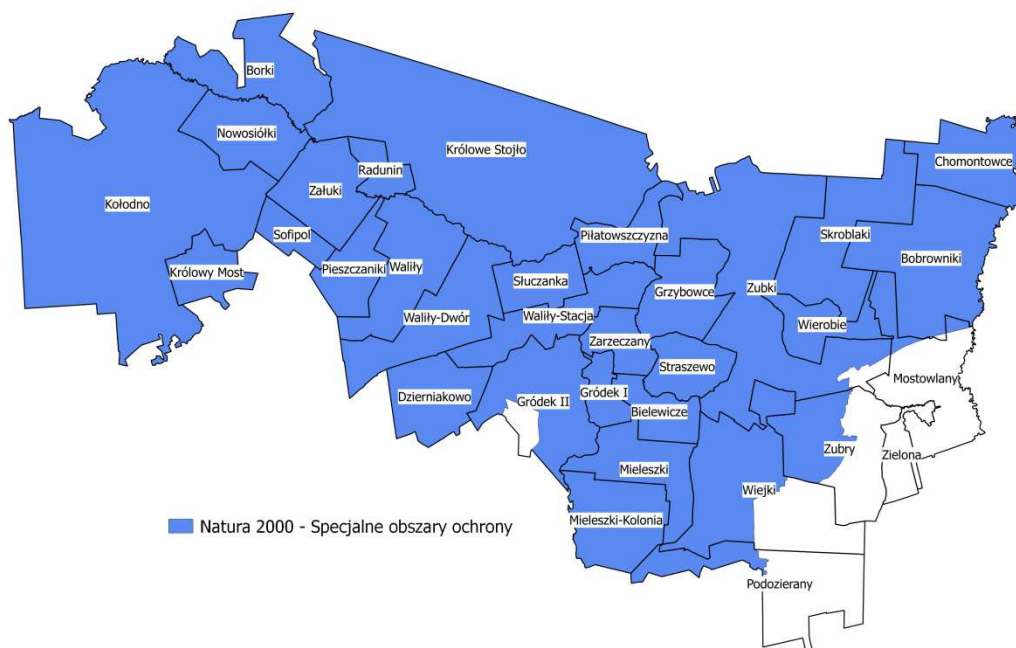 Borki
Nowosiółki
Królowe Stojło
Chomontowce
Radunin
Załuki
Kołodno
Piłatowszczyzna
Skroblaki
Sofipol
Bobrowniki
Królowy Most
Pieszczaniki
Waliły
Słuczanka
Grzybowce
Zubki
Waliły-Dwór
Waliły-Stacja
Wierobie
Zarzeczany
Straszewo
Mostowlany
Dzierniakowo
Gródek II
Gródek I
Bielewicze
Zubry
Zielona
Mieleszki
Wiejki
Mieleszki-Kolonia
Natura 2000 - Specjalne obszary ochrony
Podozierany